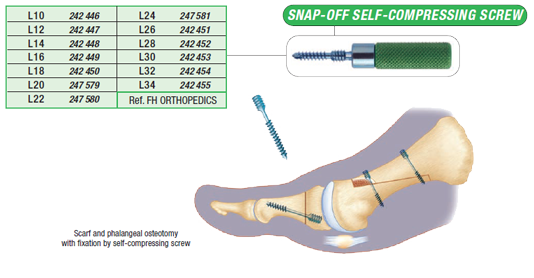 L10 242 446 L24 247 581
L12 242 447 L26 242 451
L14 242 448 L28 242 452
L16 242 449 L30 242 453
L18 242 450 L32 242 454
L20 247 579 L34 242 455
L22 247 580 Ref. FH ORTHOPEDICS
SNAP-OFF SELF-COMPRESSING SCREW
Scarf and phalangeal osteotomy
with fixation by self-compressing screw